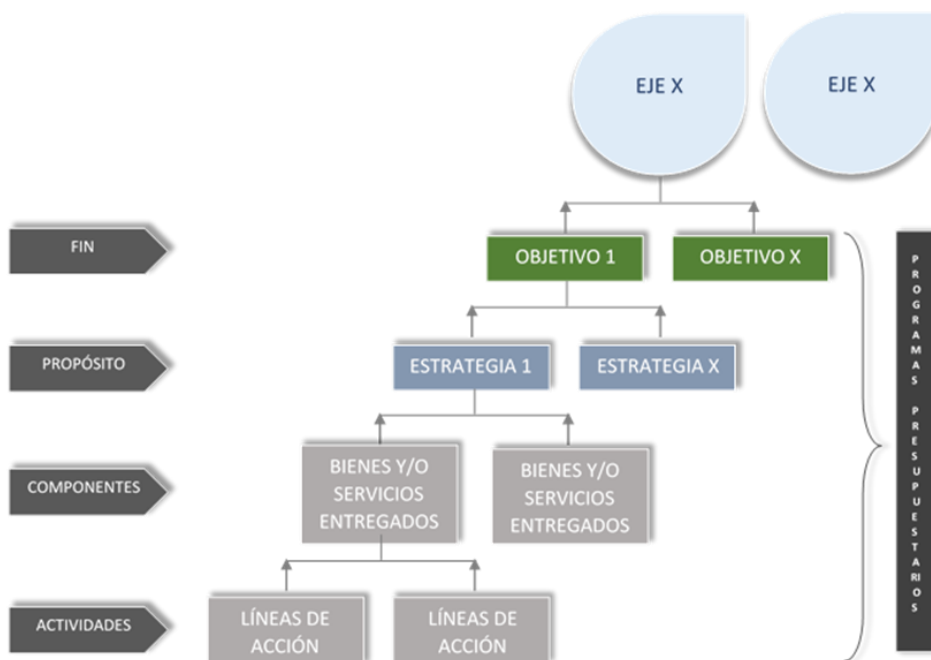 EJE X
EJE X
FIN
OBJETIVO 1
OBJETIVO X
PROPÓSITO
ESTRATEGIA 1
ESTRATEGIA X
COMPONENTES
BIENES Y/O
SERVICIOS
ENTREGADOS
BIENES Y/O
SERVICIOS
ENTREGADOS
ACTIVIDADES
LÍNEAS DE
ACCIÓN
LÍNEAS DE
ACCIÓN
PROGRAMAS PRESUPUESTARIOS